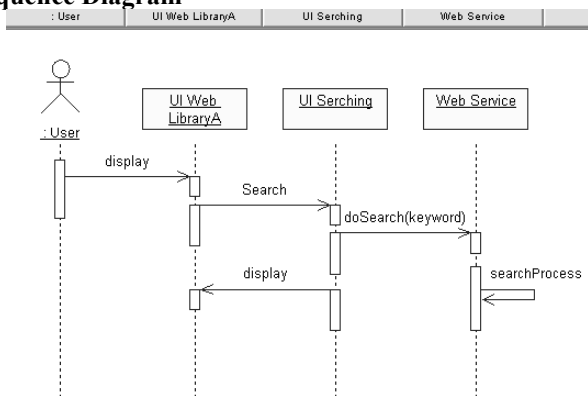 quence Diagram
: User UI Web LibraryA UI Serching Web Service
UI Web
LibraryA
UI Serching
Web Service
: User
display
Search
doSearch(keyword)
display
searchProcess